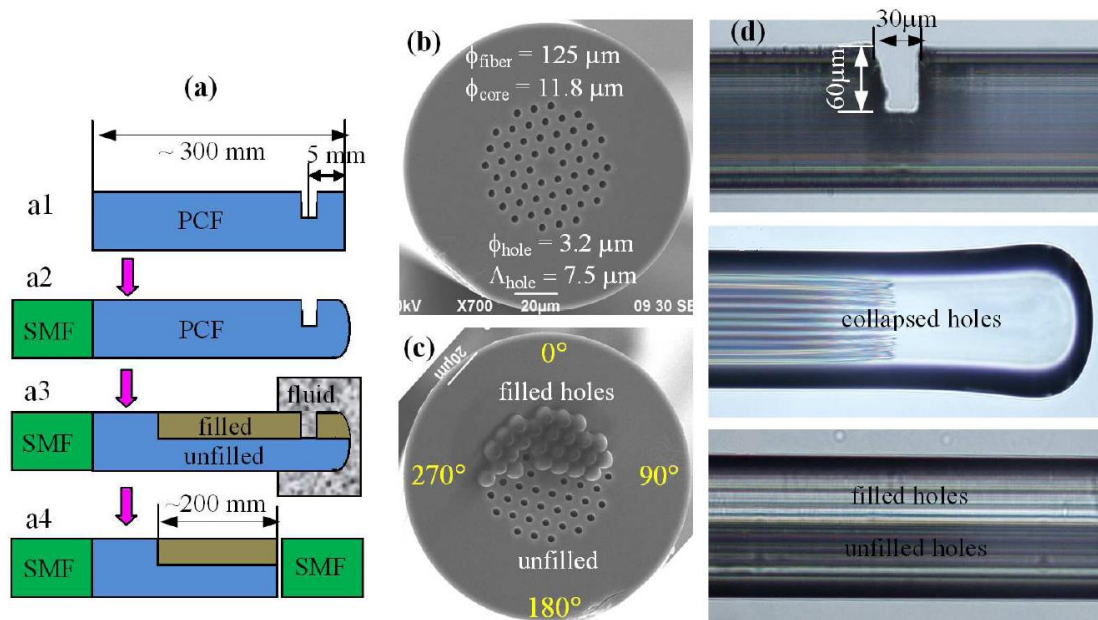 (a)
~ 300 mm
5 mm
a1
PCF
a2
SMF
PCF
a3
fluid
SMF
filled
unfilled
~200 mm
a4
SMF
SMF
(b)
ϕfiber = 125 μm
ϕcore = 11.8 μm
ϕhole = 3.2 μm
Λhole = 7.5 μm
0kV X700 20μm 09 30 SE
(c)
20μm
0°
filled holes
270°
90°
unfilled
180°
(d)
30μm
60μm
collapsed holes
filled holes
unfilled holes